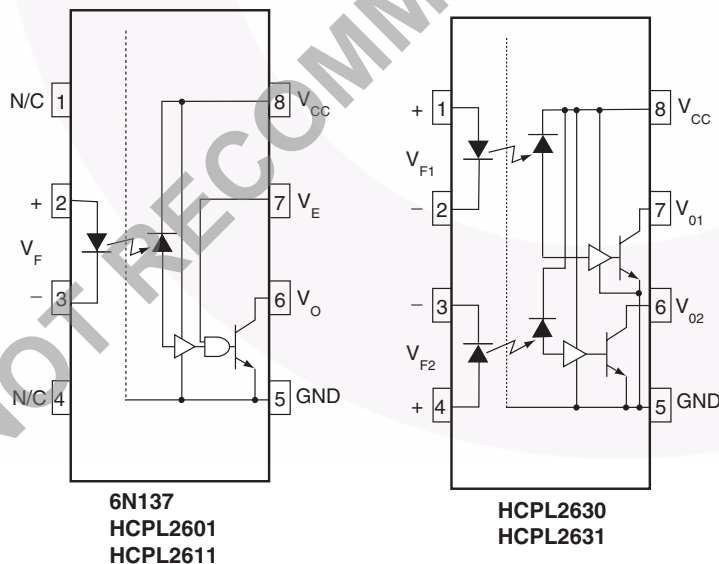 N/C 1
+ 2
V_F
– 3
N/C 4
8 V_CC
7 V_E
6 V_O
5 GND
6N137
HCPL2601
HCPL2611
+ 1
V_F1
– 2
– 3
V_F2
+ 4
8 V_CC
7 V_01
6 V_02
5 GND
HCPL2630
HCPL2631
NOT RECOMM